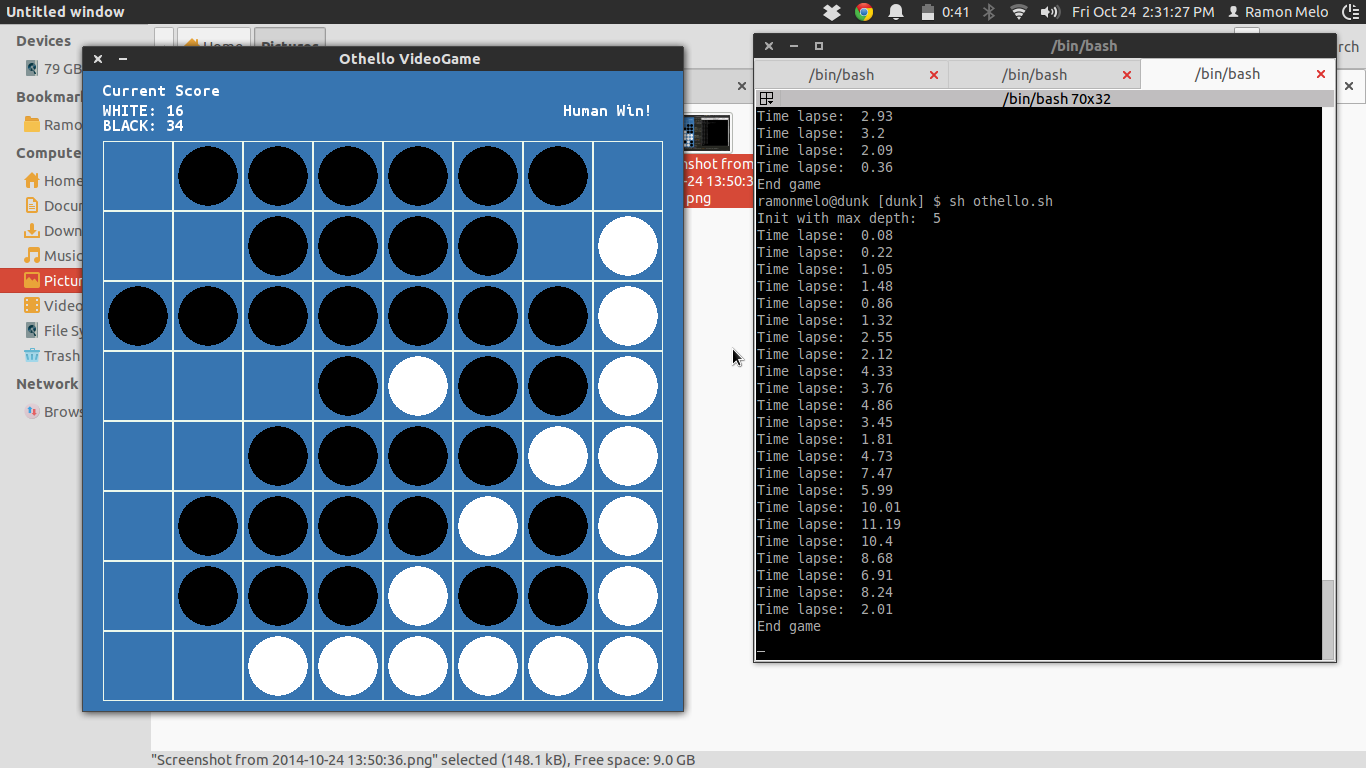 Untitled window
0:41
Fri Oct 24 2:31:27 PM
Ramon Melo
Devices
79 GB
Bookmar
Ramo
Compute
Home
Docu
Down
Music
Pictu
Video
File Sy
Trash
Network
Brows
Home
Pictures
rch
Othello VideoGame
Current Score
WHITE: 16
BLACK: 34
Human Win!
shot from
-24 13:50:3
png
/bin/bash
/bin/bash
/bin/bash
/bin/bash
/bin/bash 70x32
Time lapse:  2.93
Time lapse:  3.2
Time lapse:  2.09
Time lapse:  0.36
End game
ramonmelo@dunk [dunk] $ sh othello.sh
Init with max depth:  5
Time lapse:  0.08
Time lapse:  0.22
Time lapse:  1.05
Time lapse:  1.48
Time lapse:  0.86
Time lapse:  1.32
Time lapse:  2.55
Time lapse:  2.12
Time lapse:  4.33
Time lapse:  3.76
Time lapse:  4.86
Time lapse:  3.45
Time lapse:  1.81
Time lapse:  4.73
Time lapse:  7.47
Time lapse:  5.99
Time lapse:  10.01
Time lapse:  11.19
Time lapse:  10.4
Time lapse:  8.68
Time lapse:  6.91
Time lapse:  8.24
Time lapse:  2.01
End game
"Screenshot from 2014-10-24 13:50:36.png" selected (148.1 kB), Free space: 9.0 GB